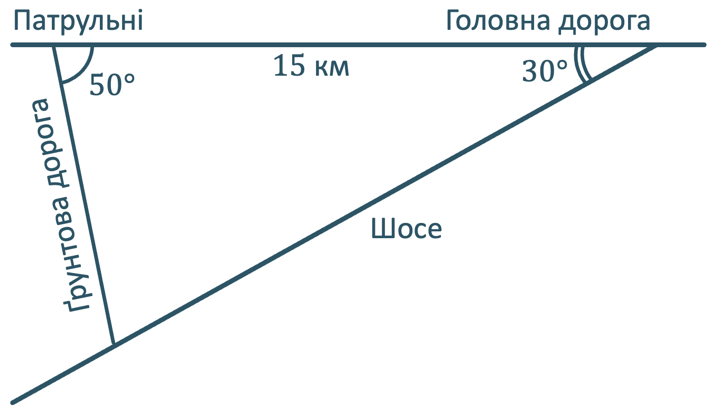 Патрульні
Головна дорога
15 км
50°
30°
Ґрунтова дорога
Шосе